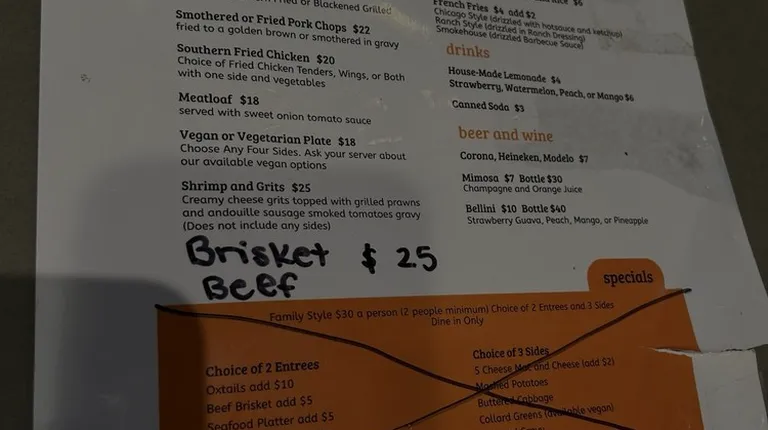 Fried or Blackened Grilled
Smothered or Fried Pork Chops $22
fried to a golden brown or smothered in gravy
Southern Fried Chicken $20
Choice of Fried Chicken Tenders, Wings, or Both
with one side and vegetables
Meatloaf $18
served with sweet onion tomato sauce
Vegan or Vegetarian Plate $18
Choose Any Four Sides. Ask your server about
our available vegan options
Shrimp and Grits $25
Creamy cheese grits topped with grilled prawns
and andouille sausage smoked tomatoes gravy
(Does not include any sides)
Brisket $25
Beef
$6
French Fries $4 add $2
Chicago Style (drizzled with hotsauce and ketchup)
Ranch Style (drizzled in Ranch Dressing)
Smokehouse (drizzled Barbecue Sauce)
drinks
House-Made Lemonade $4
Strawberry, Watermelon, Peach, or Mango $6
Canned Soda $3
beer and wine
Corona, Heineken, Modelo $7
Mimosa $7 Bottle $30
Champagne and Orange Juice
Bellini $10 Bottle $40
Strawberry Guava, Peach, Mango, or Pineapple
specials
Family Style $30 a person (2 people minimum) Choice of 2 Entrees and 3 Sides
Dine in Only
Choice of 2 Entrees
Oxtails add $10
Beef Brisket add $5
Seafood Platter add $5
Choice of 3 Sides
5 Cheese Mac and Cheese (add $2)
Mashed Potatoes
Buttered Cabbage
Collard Greens (available vegan)